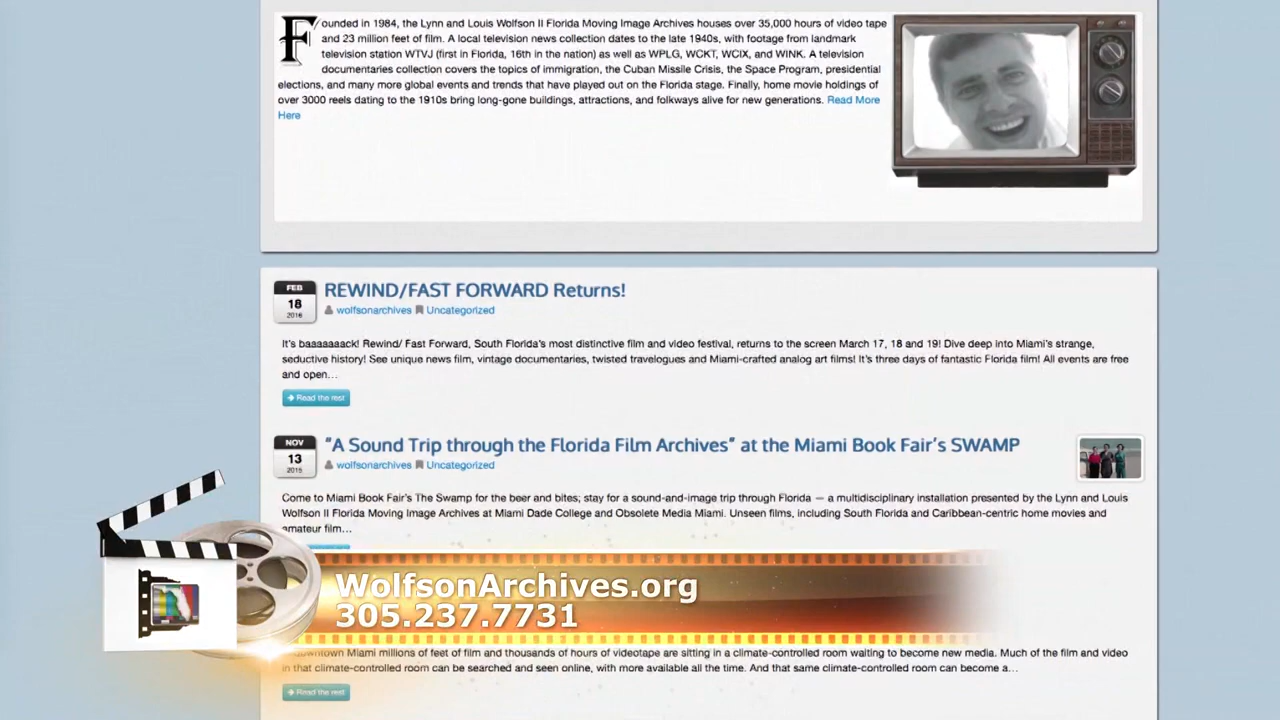 Founded in 1984, the Lynn and Louis Wolfson II Florida Moving Image Archives houses over 35,000 hours of video tape
and 23 million feet of film. A local television news collection dates to the late 1940s, with footage from landmark
television station WTVJ (first in Florida, 16th in the nation) as well as WPLG, WCKT, WCIX, and WINK. A television
documentaries collection covers the topics of immigration, the Cuban Missile Crisis, the Space Program, presidential
elections, and many more global events and trends that have played out on the Florida stage. Finally, home movie holdings of
over 3000 reels dating to the 1910s bring long-gone buildings, attractions, and folkways alive for new generations. Read More
Here
FEB
18
2016
REWIND/FAST FORWARD Returns!
wolfsonarchives Uncategorized
It's baaaaaaack! Rewind/ Fast Forward, South Florida's most distinctive film and video festival, returns to the screen March 17, 18 and 19! Dive deep into Miami's strange,
seductive history! See unique news film, vintage documentaries, twisted travelogues and Miami-crafted analog art films! It's three days of fantastic Florida film! All events are free
and open...
Read the rest
NOV
13
2015
"A Sound Trip through the Florida Film Archives" at the Miami Book Fair's SWAMP
wolfsonarchives Uncategorized
Come to Miami Book Fair's The Swamp for the beer and bites; stay for a sound-and-image trip through Florida — a multidisciplinary installation presented by the Lynn and Louis
Wolfson II Florida Moving Image Archives at Miami Dade College and Obsolete Media Miami. Unseen films, including South Florida and Caribbean-centric home movies and
amateur film...
WolfsonArchives.org
305.237.7731
downtown Miami millions of feet of film and thousands of hours of videotape are sitting in a climate-controlled room waiting to become new media. Much of the film and video
in that climate-controlled room can be searched and seen online, with more available all the time. And that same climate-controlled room can become a...
Read the rest